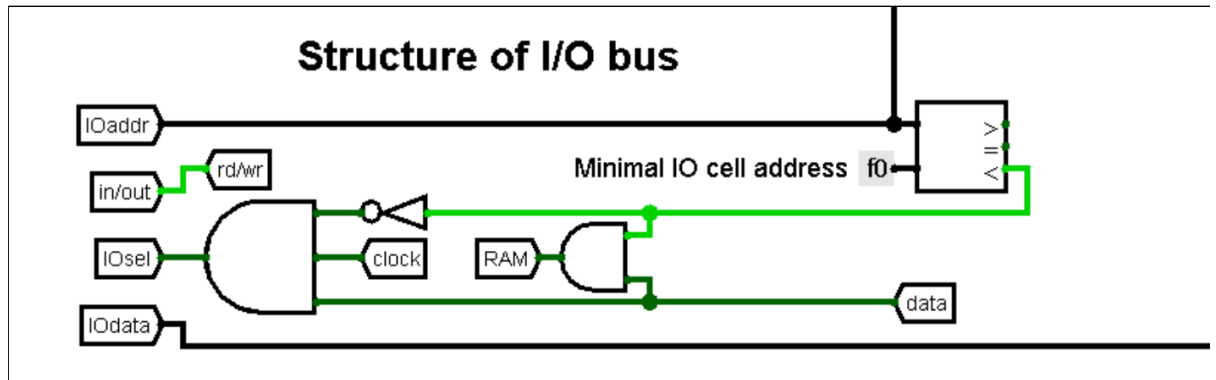 Structure of I/O bus
IOaddr
>
=
<
Minimal IO cell address f0
rd/wr
in/out
IOsel
clock
RAM
data
IOdata